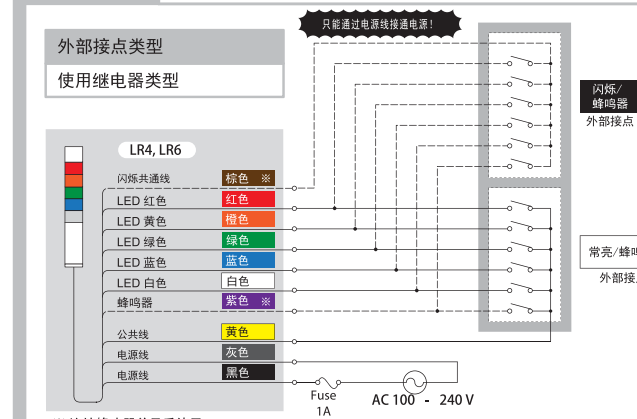 只能通过电源线接通电源！
外部接点类型
使用继电器类型
闪烁/
蜂鸣器
外部接点
LR4, LR6
闪烁共通线 棕色 ※
LED 红色 红色
LED 黄色 橙色
LED 绿色 绿色
LED 蓝色 蓝色
LED 白色 白色
蜂鸣器 紫色 ※
常亮/蜂鸣
外部接
公共线 黄色
电源线 灰色
电源线 黑色
Fuse
1A
AC 100 - 240 V